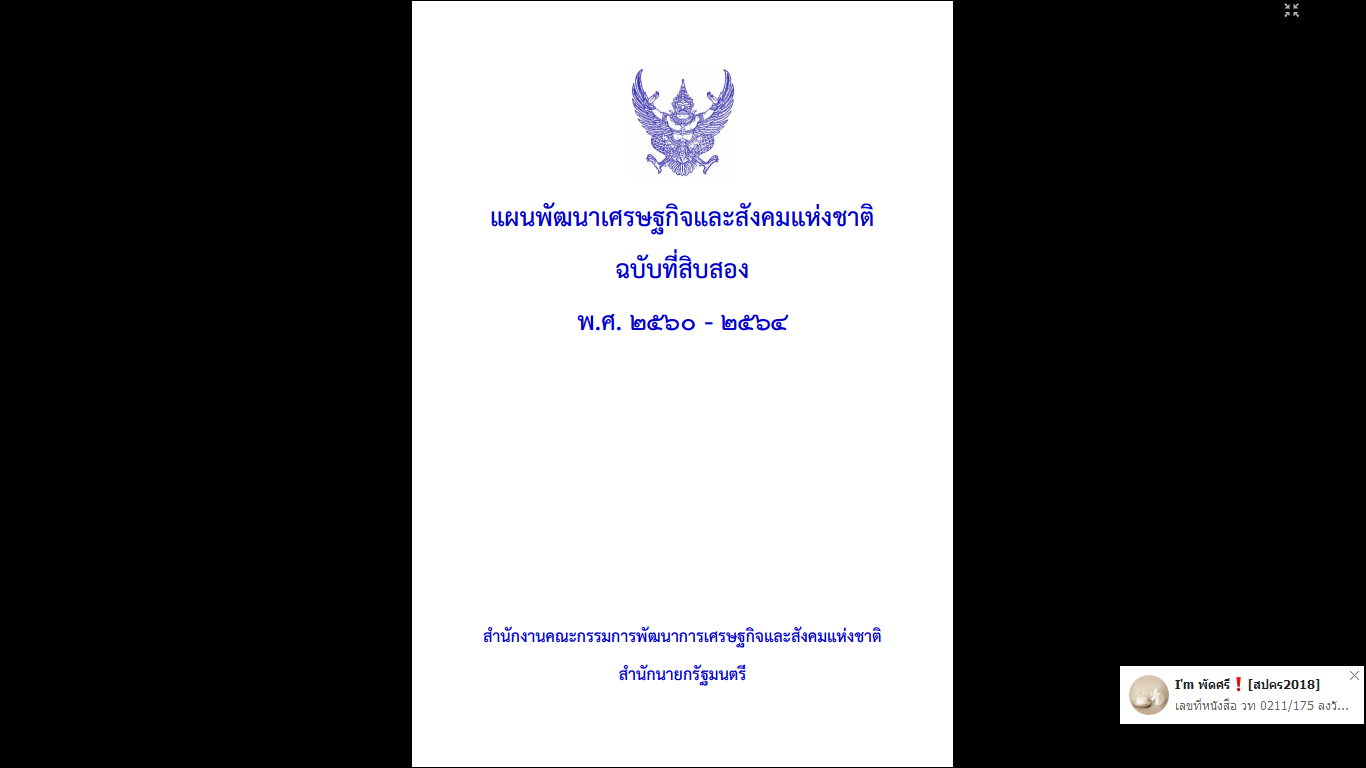 แผนพัฒนาเศรษฐกิจและสังคมแห่งชาติ
ฉบับที่สิบสอง
พ.ศ. ๒๕๖๐ - ๒๕๖๔
สำนักงานคณะกรรมการพัฒนาการเศรษฐกิจและสังคมแห่งชาติ
สำนักนายกรัฐมนตรี
I'm พัดศรี❗[สปคร2018]
เลขที่หนังสือ วท 0211/175 ลงวั...